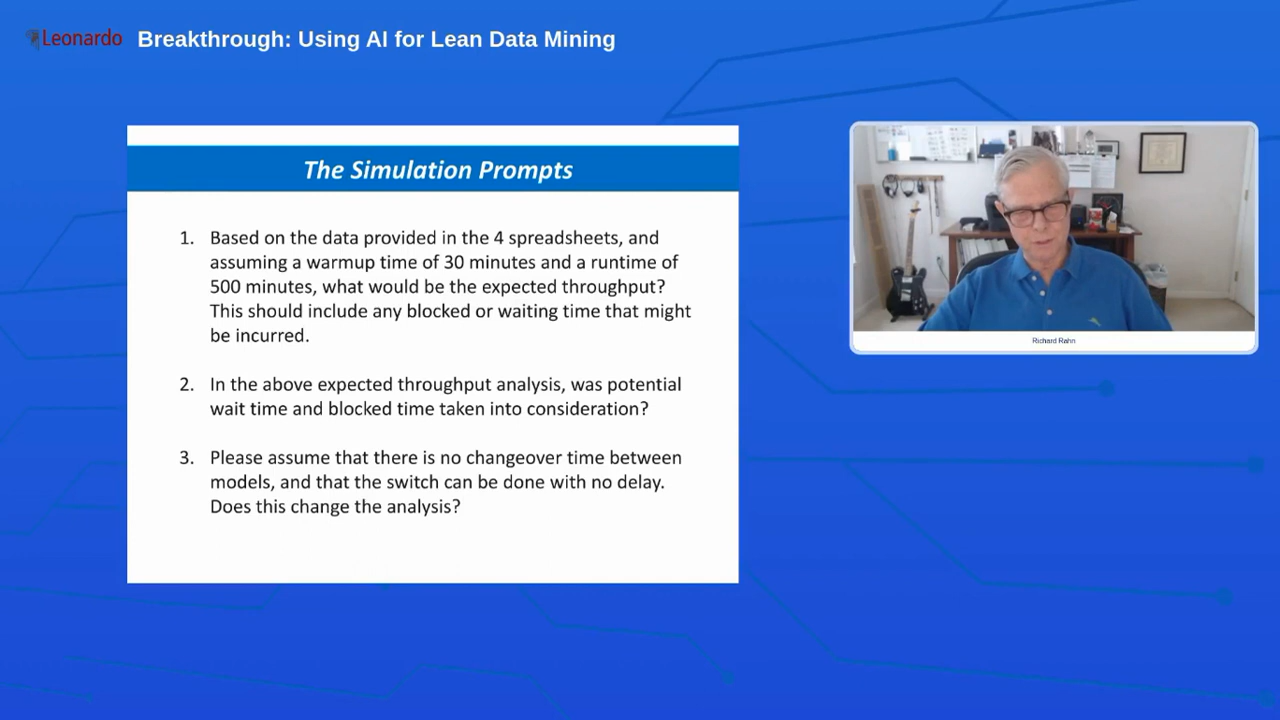 Leonardo Breakthrough: Using AI for Lean Data Mining
The Simulation Prompts
1. Based on the data provided in the 4 spreadsheets, and
assuming a warmup time of 30 minutes and a runtime of
500 minutes, what would be the expected throughput?
This should include any blocked or waiting time that might
be incurred.
2. In the above expected throughput analysis, was potential
wait time and blocked time taken into consideration?
3. Please assume that there is no changeover time between
models, and that the switch can be done with no delay.
Does this change the analysis?
Richard Rahn